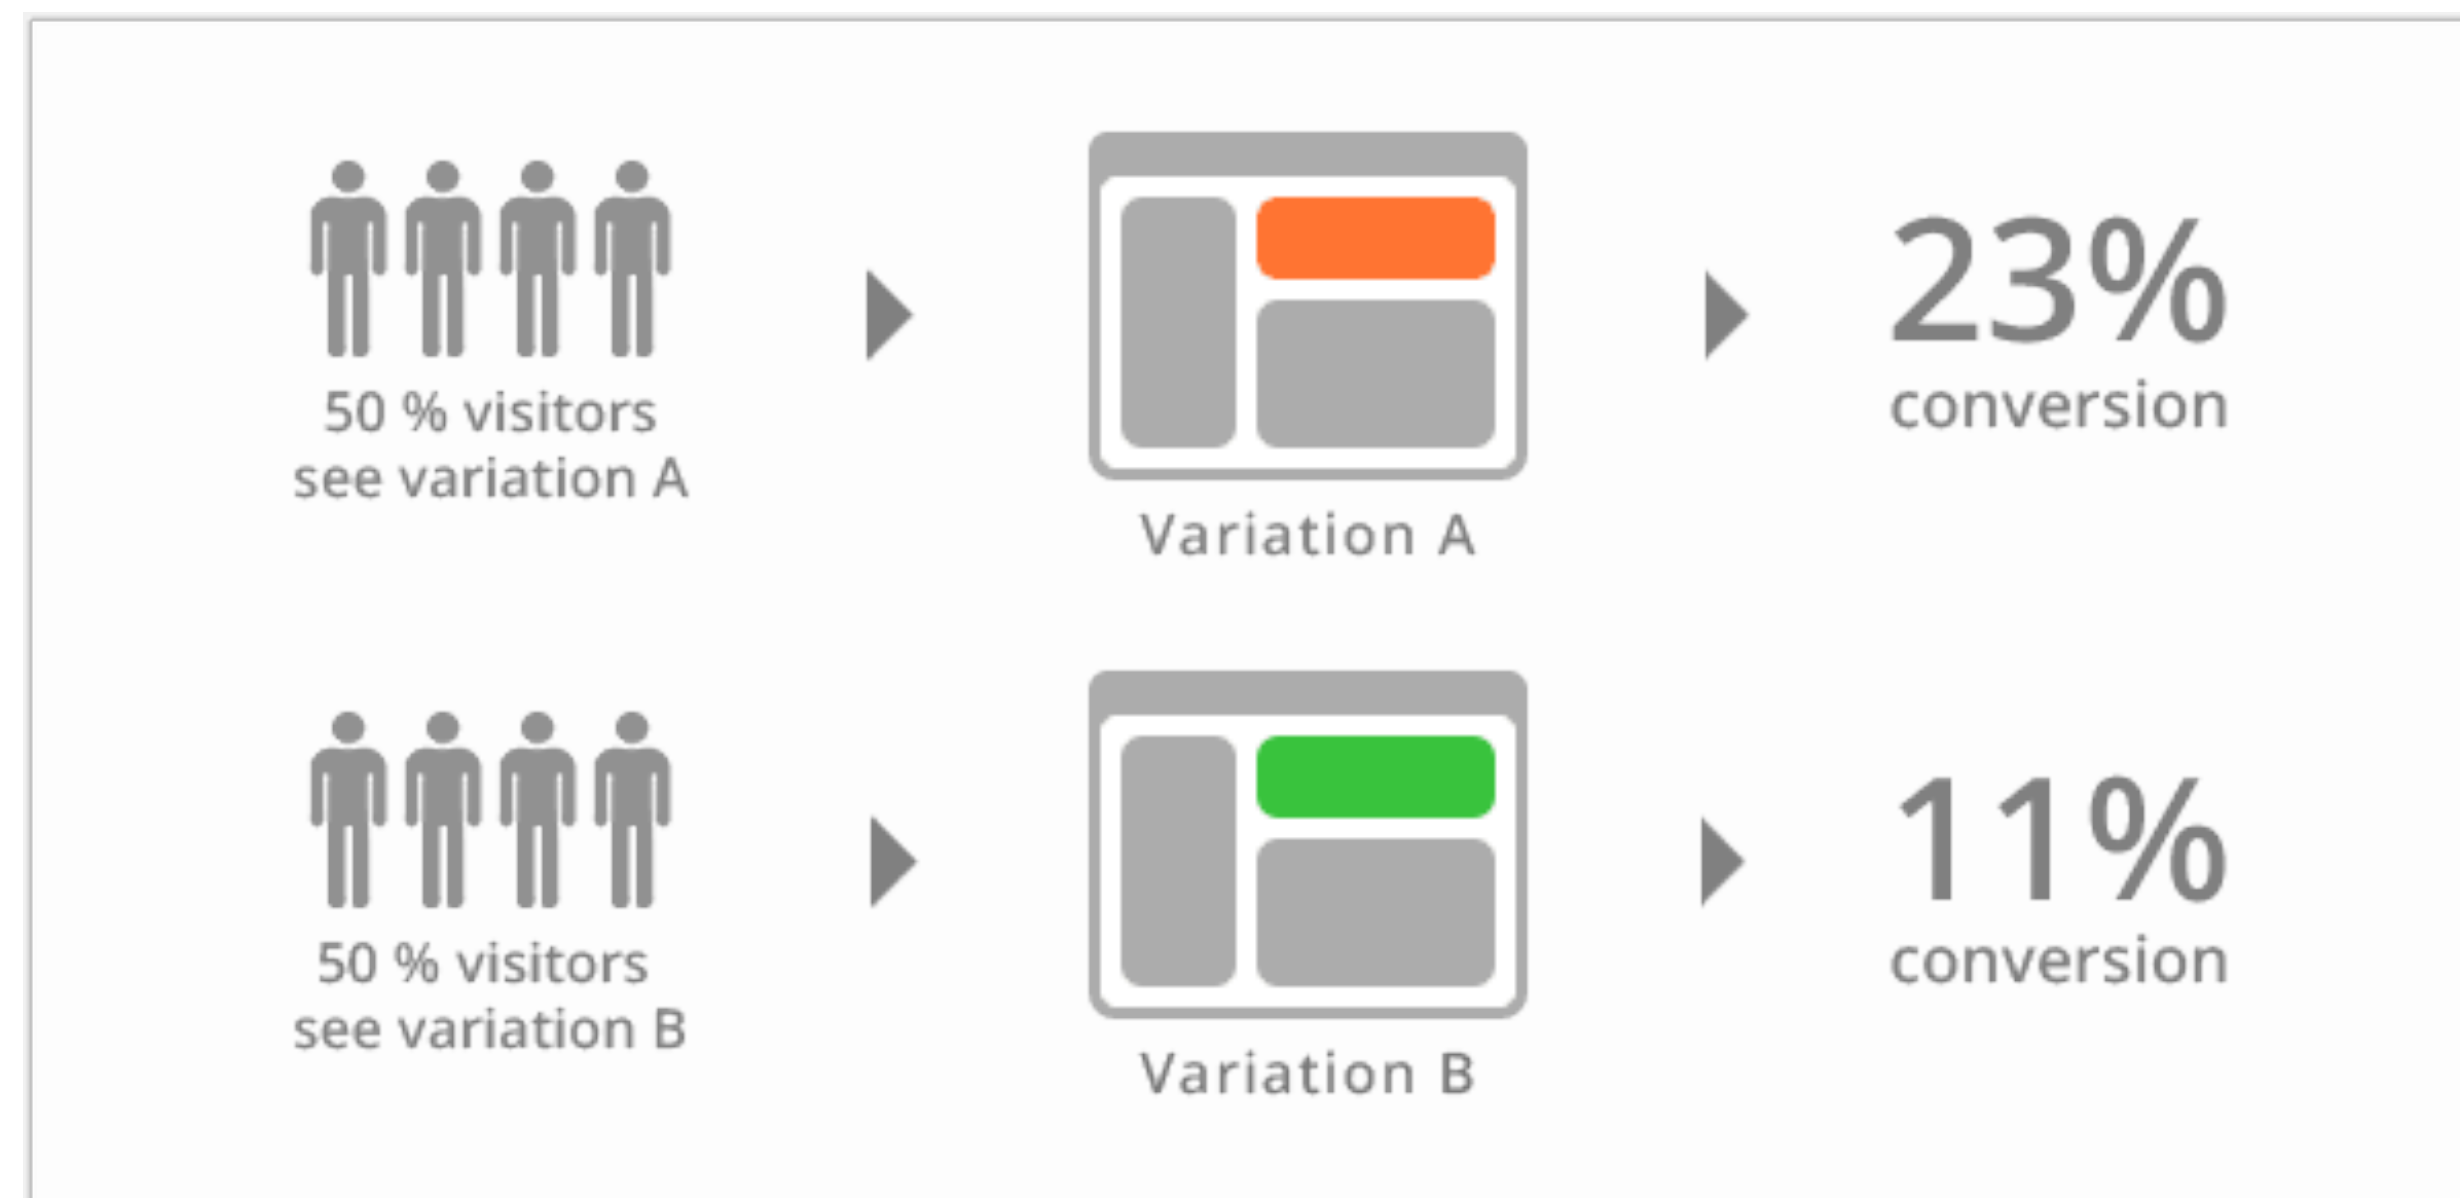 50 % visitors
see variation A
Variation A
23%
conversion
50 % visitors
see variation B
Variation B
11%
conversion